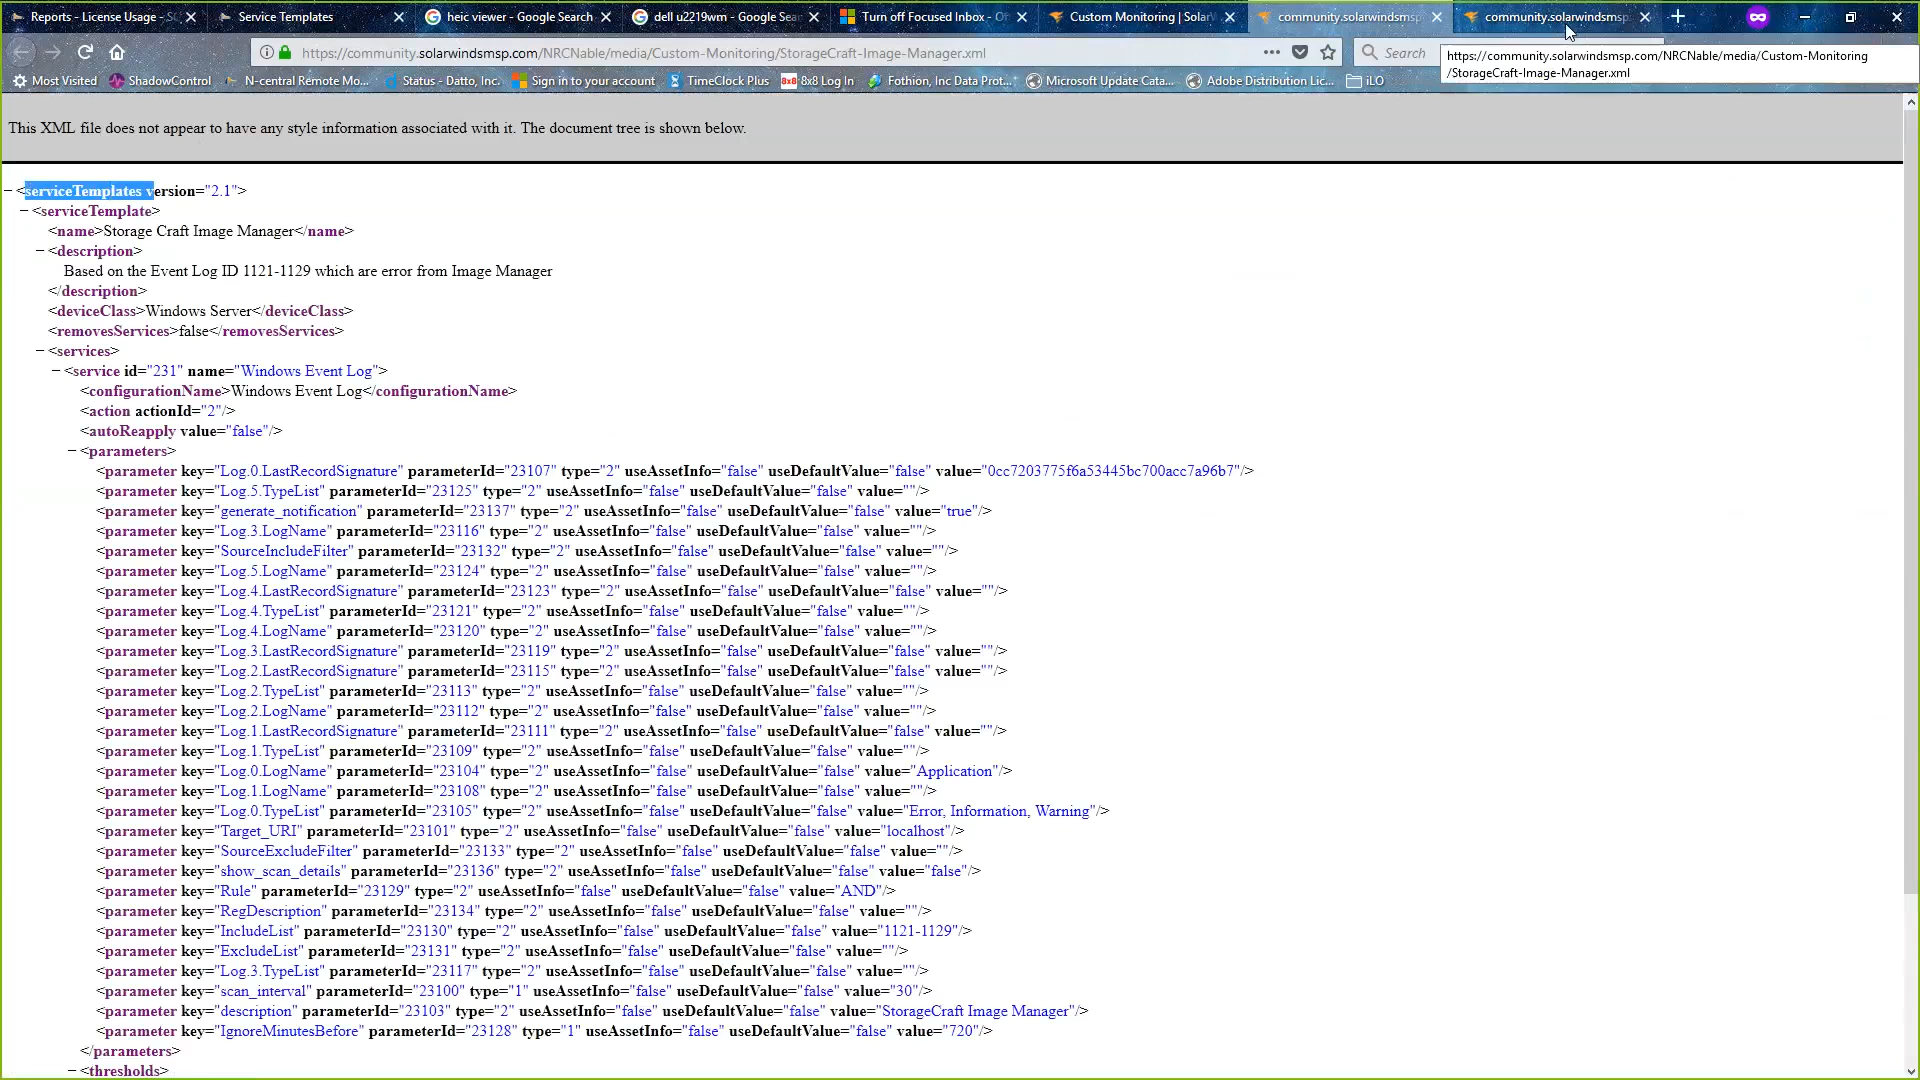 Reports - License Usage - SC
Service Templates
heic viewer - Google Search
dell u2219wm - Google Sea
Turn off Focused Inbox - Of
Custom Monitoring | SolarW
community.solarwindsmsp.
community.solarwindsmsp.
https://community.solarwindsmsp.com/NRCNable/media/Custom-Monitoring/StorageCraft-Image-Manager.xml
Search
https://community.solarwindsmsp.com/NRCNable/media/Custom-Monitoring
/StorageCraft-Image-Manager.xml
Most Visited
ShadowControl
N-central Remote Mo...
Status - Datto, Inc.
Sign in to your account
TimeClock Plus
8x8 8x8 Log In
Fothion, Inc Data Prot...
Microsoft Update Cata...
Adobe Distribution Lic...
iLO
This XML file does not appear to have any style information associated with it. The document tree is shown below.
− <serviceTemplates version="2.1">
− <serviceTemplate>
<name>Storage Craft Image Manager</name>
− <description>
Based on the Event Log ID 1121-1129 which are error from Image Manager
</description>
<deviceClass>Windows Server</deviceClass>
<removesServices>false</removesServices>
− <services>
− <service id="231" name="Windows Event Log">
<configurationName>Windows Event Log</configurationName>
<action actionId="2"/>
<autoReapply value="false"/>
− <parameters>
<parameter key="Log.0.LastRecordSignature" parameterId="23107" type="2" useAssetInfo="false" useDefaultValue="false" value="0cc7203775f6a53445bc700acc7a96b7"/>
<parameter key="Log.5.TypeList" parameterId="23125" type="2" useAssetInfo="false" useDefaultValue="false" value=""/>
<parameter key="generate_notification" parameterId="23137" type="2" useAssetInfo="false" useDefaultValue="false" value="true"/>
<parameter key="Log.3.LogName" parameterId="23116" type="2" useAssetInfo="false" useDefaultValue="false" value=""/>
<parameter key="SourceIncludeFilter" parameterId="23132" type="2" useAssetInfo="false" useDefaultValue="false" value=""/>
<parameter key="Log.5.LogName" parameterId="23124" type="2" useAssetInfo="false" useDefaultValue="false" value=""/>
<parameter key="Log.4.LastRecordSignature" parameterId="23123" type="2" useAssetInfo="false" useDefaultValue="false" value=""/>
<parameter key="Log.4.TypeList" parameterId="23121" type="2" useAssetInfo="false" useDefaultValue="false" value=""/>
<parameter key="Log.4.LogName" parameterId="23120" type="2" useAssetInfo="false" useDefaultValue="false" value=""/>
<parameter key="Log.3.LastRecordSignature" parameterId="23119" type="2" useAssetInfo="false" useDefaultValue="false" value=""/>
<parameter key="Log.2.LastRecordSignature" parameterId="23115" type="2" useAssetInfo="false" useDefaultValue="false" value=""/>
<parameter key="Log.2.TypeList" parameterId="23113" type="2" useAssetInfo="false" useDefaultValue="false" value=""/>
<parameter key="Log.2.LogName" parameterId="23112" type="2" useAssetInfo="false" useDefaultValue="false" value=""/>
<parameter key="Log.1.LastRecordSignature" parameterId="23111" type="2" useAssetInfo="false" useDefaultValue="false" value=""/>
<parameter key="Log.1.TypeList" parameterId="23109" type="2" useAssetInfo="false" useDefaultValue="false" value=""/>
<parameter key="Log.0.LogName" parameterId="23104" type="2" useAssetInfo="false" useDefaultValue="false" value="Application"/>
<parameter key="Log.1.LogName" parameterId="23108" type="2" useAssetInfo="false" useDefaultValue="false" value=""/>
<parameter key="Log.0.TypeList" parameterId="23105" type="2" useAssetInfo="false" useDefaultValue="false" value="Error, Information, Warning"/>
<parameter key="Target_URI" parameterId="23101" type="2" useAssetInfo="false" useDefaultValue="false" value="localhost"/>
<parameter key="SourceExcludeFilter" parameterId="23133" type="2" useAssetInfo="false" useDefaultValue="false" value=""/>
<parameter key="show_scan_details" parameterId="23136" type="2" useAssetInfo="false" useDefaultValue="false" value="false"/>
<parameter key="Rule" parameterId="23129" type="2" useAssetInfo="false" useDefaultValue="false" value="AND"/>
<parameter key="RegDescription" parameterId="23134" type="2" useAssetInfo="false" useDefaultValue="false" value=""/>
<parameter key="IncludeList" parameterId="23130" type="2" useAssetInfo="false" useDefaultValue="false" value="1121-1129"/>
<parameter key="ExcludeList" parameterId="23131" type="2" useAssetInfo="false" useDefaultValue="false" value=""/>
<parameter key="Log.3.TypeList" parameterId="23117" type="2" useAssetInfo="false" useDefaultValue="false" value=""/>
<parameter key="scan_interval" parameterId="23100" type="1" useAssetInfo="false" useDefaultValue="false" value="30"/>
<parameter key="description" parameterId="23103" type="2" useAssetInfo="false" useDefaultValue="false" value="StorageCraft Image Manager"/>
<parameter key="IgnoreMinutesBefore" parameterId="23128" type="1" useAssetInfo="false" useDefaultValue="false" value="720"/>
</parameters>
− <thresholds>